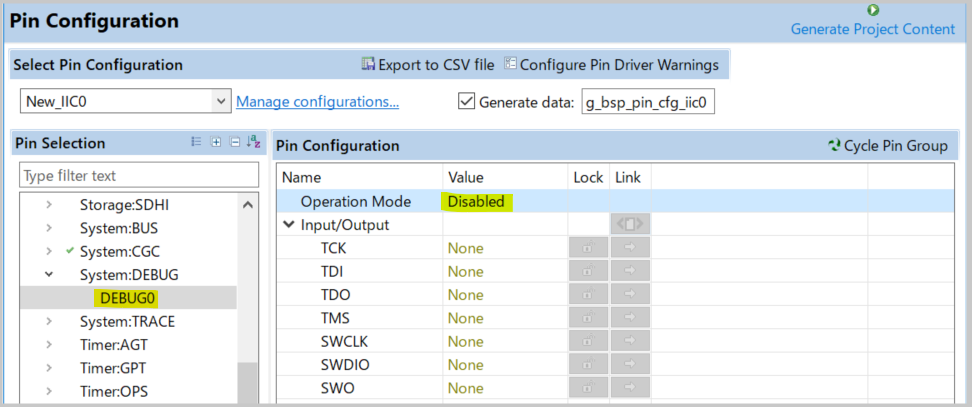 Pin Configuration
Generate Project Content
Select Pin Configuration
Export to CSV file
Configure Pin Driver Warnings
New_IIC0
Manage configurations...
Generate data:
g_bsp_pin_cfg_iic0
Pin Selection
Type filter text
Storage:SDHI
System:BUS
System:CGC
System:DEBUG
DEBUG0
System:TRACE
Timer:AGT
Timer:GPT
Timer:OPS
Pin Configuration
Cycle Pin Group
Name Value Lock Link
Operation Mode Disabled
Input/Output
TCK None
TDI None
TDO None
TMS None
SWCLK None
SWDIO None
SWO None